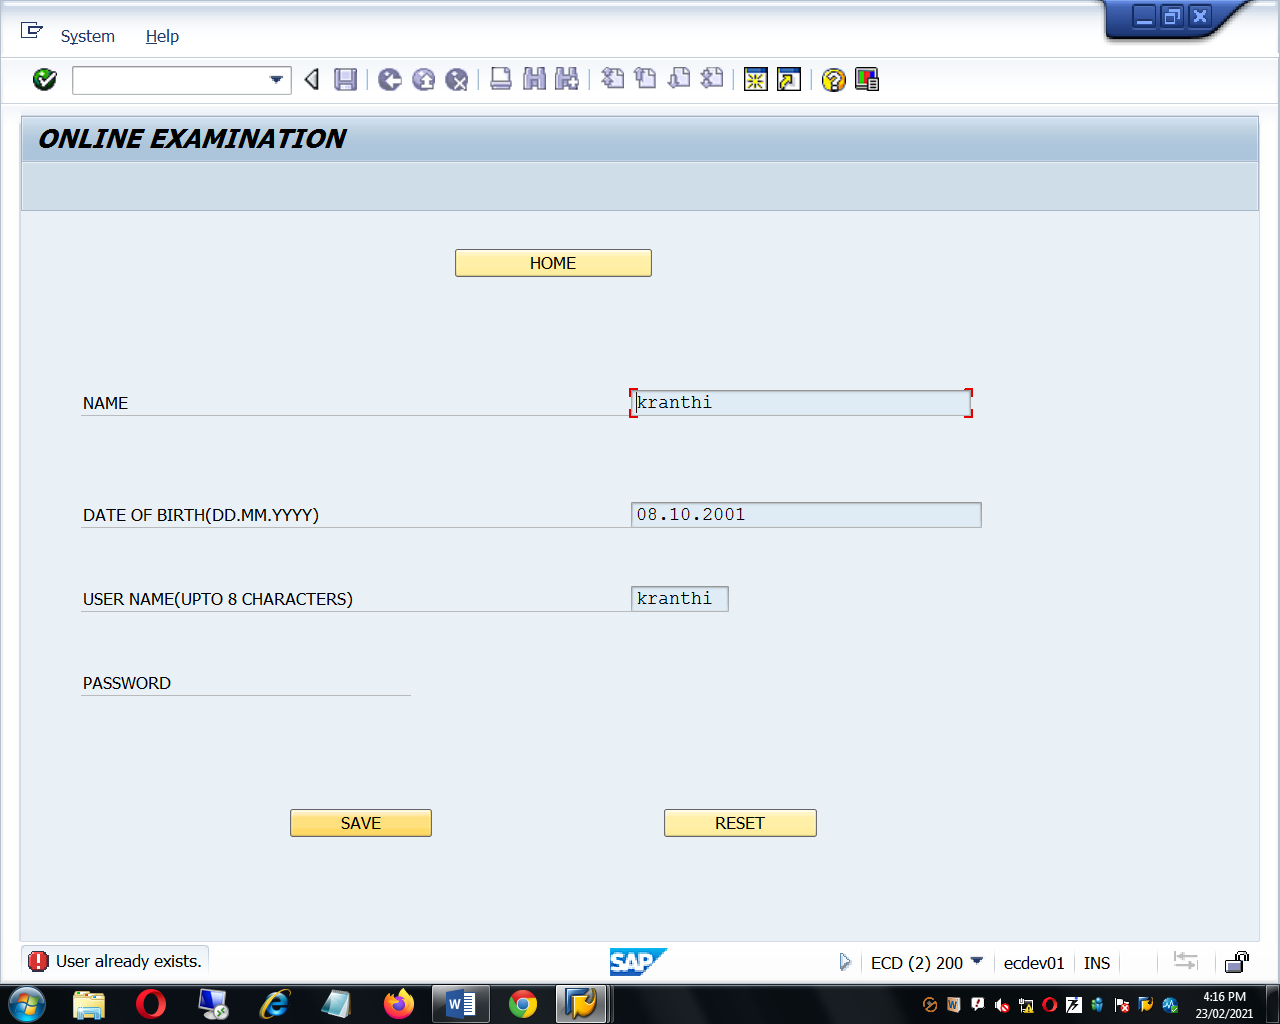 System Help
ONLINE EXAMINATION
HOME
NAME kranthi
DATE OF BIRTH(DD.MM.YYYY) 08.10.2001
USER NAME(UPTO 8 CHARACTERS) kranthi
PASSWORD
SAVE RESET
User already exists. SAP ECD (2) 200 ecdev01 INS
4:16 PM
23/02/2021